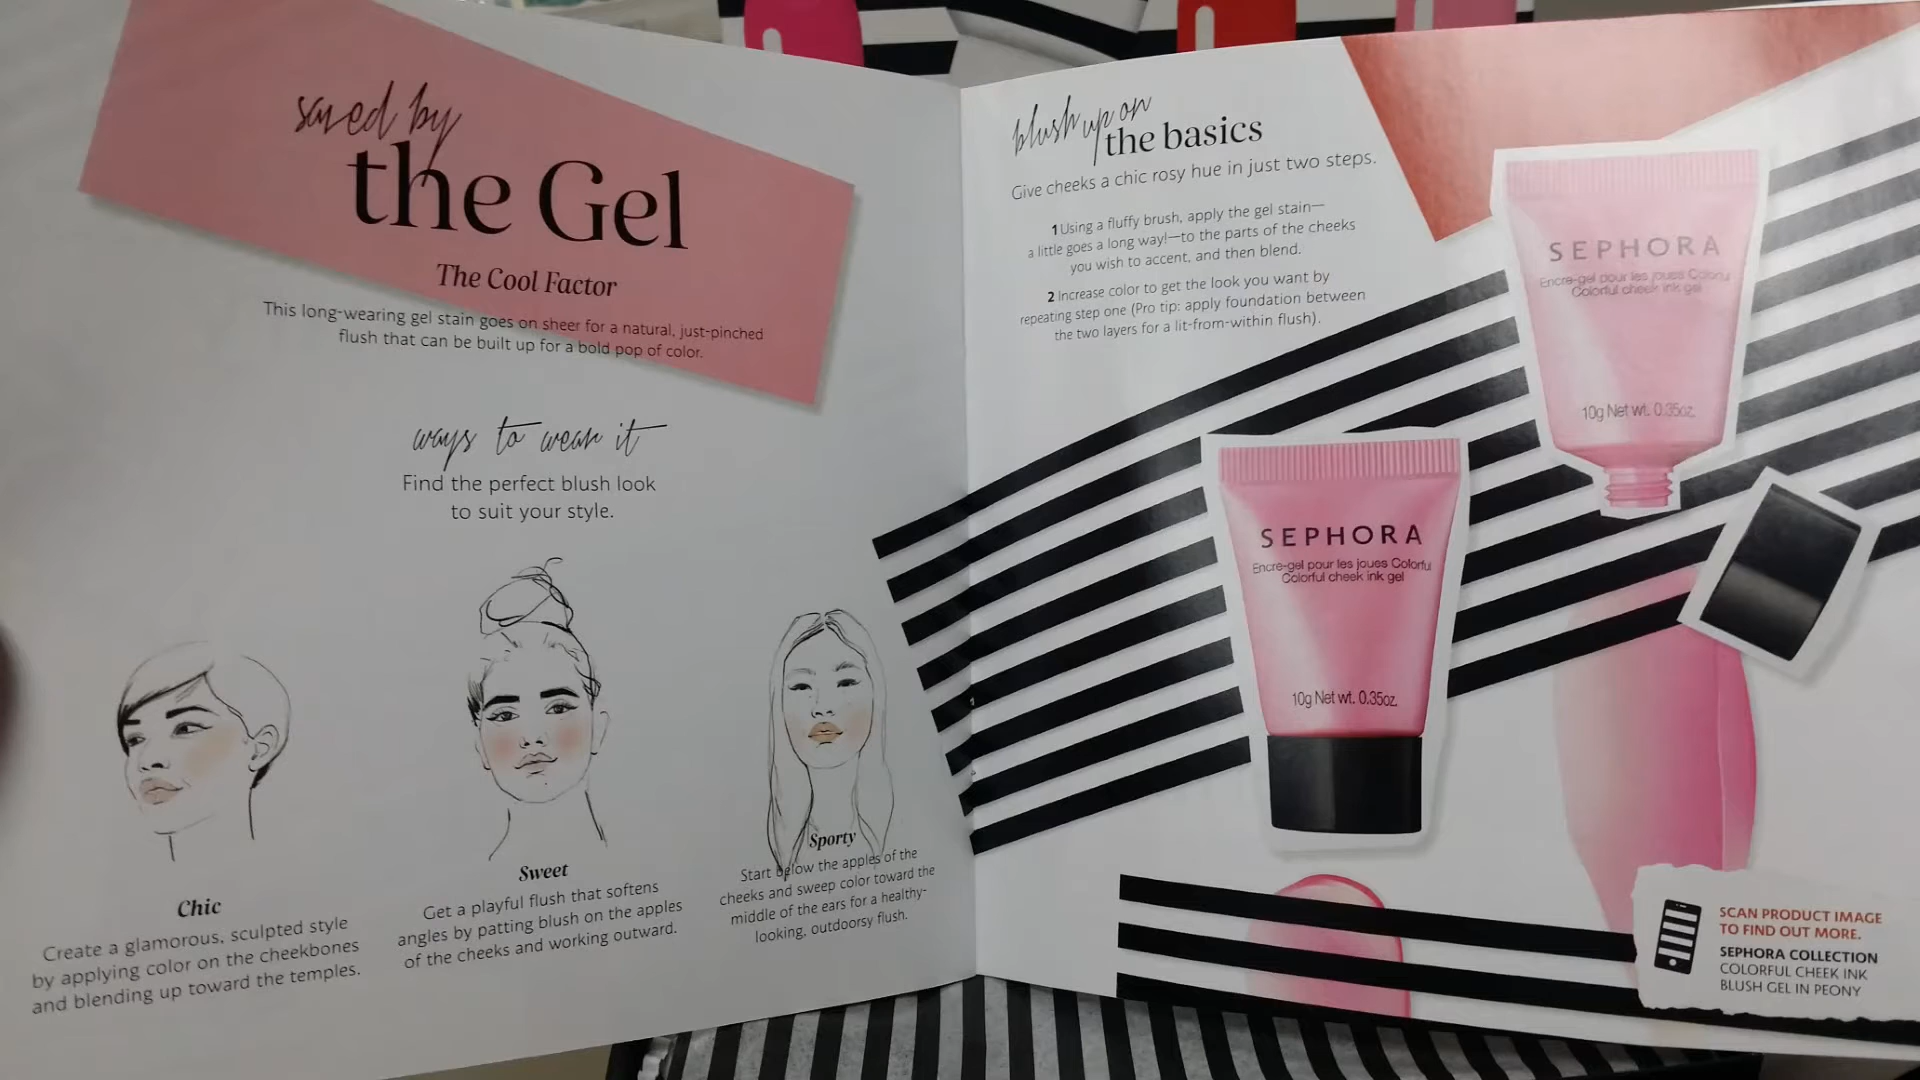 saved by
the Gel
The Cool Factor
This long-wearing gel stain goes on sheer for a natural, just-pinched
flush that can be built up for a bold pop of color.
ways to wear it
Find the perfect blush look
to suit your style.
Chic
Create a glamorous, sculpted style
by applying color on the cheekbones
and blending up toward the temples.
Sweet
Get a playful flush that softens
angles by patting blush on the apples
of the cheeks and working outward.
Sporty
Start below the apples of the
cheeks and sweep color toward the
middle of the ears for a healthy-
looking, outdoorsy flush.
blush up on
the basics
Give cheeks a chic rosy hue in just two steps.
1 Using a fluffy brush, apply the gel stain—
a little goes a long way!—to the parts of the cheeks
you wish to accent, and then blend.
2 Increase color to get the look you want by
repeating step one (Pro tip: apply foundation between
the two layers for a lit-from-within flush).
SEPHORA
Encre-gel pour les joues Colorful
Colorful cheek ink gel
10g Net wt. 0.35oz.
SEPHORA
Encre-gel pour les joues Colorful
Colorful cheek ink gel
10g Net wt. 0.35oz.
SCAN PRODUCT IMAGE
TO FIND OUT MORE.
SEPHORA COLLECTION
COLORFUL CHEEK INK
BLUSH GEL IN PEONY